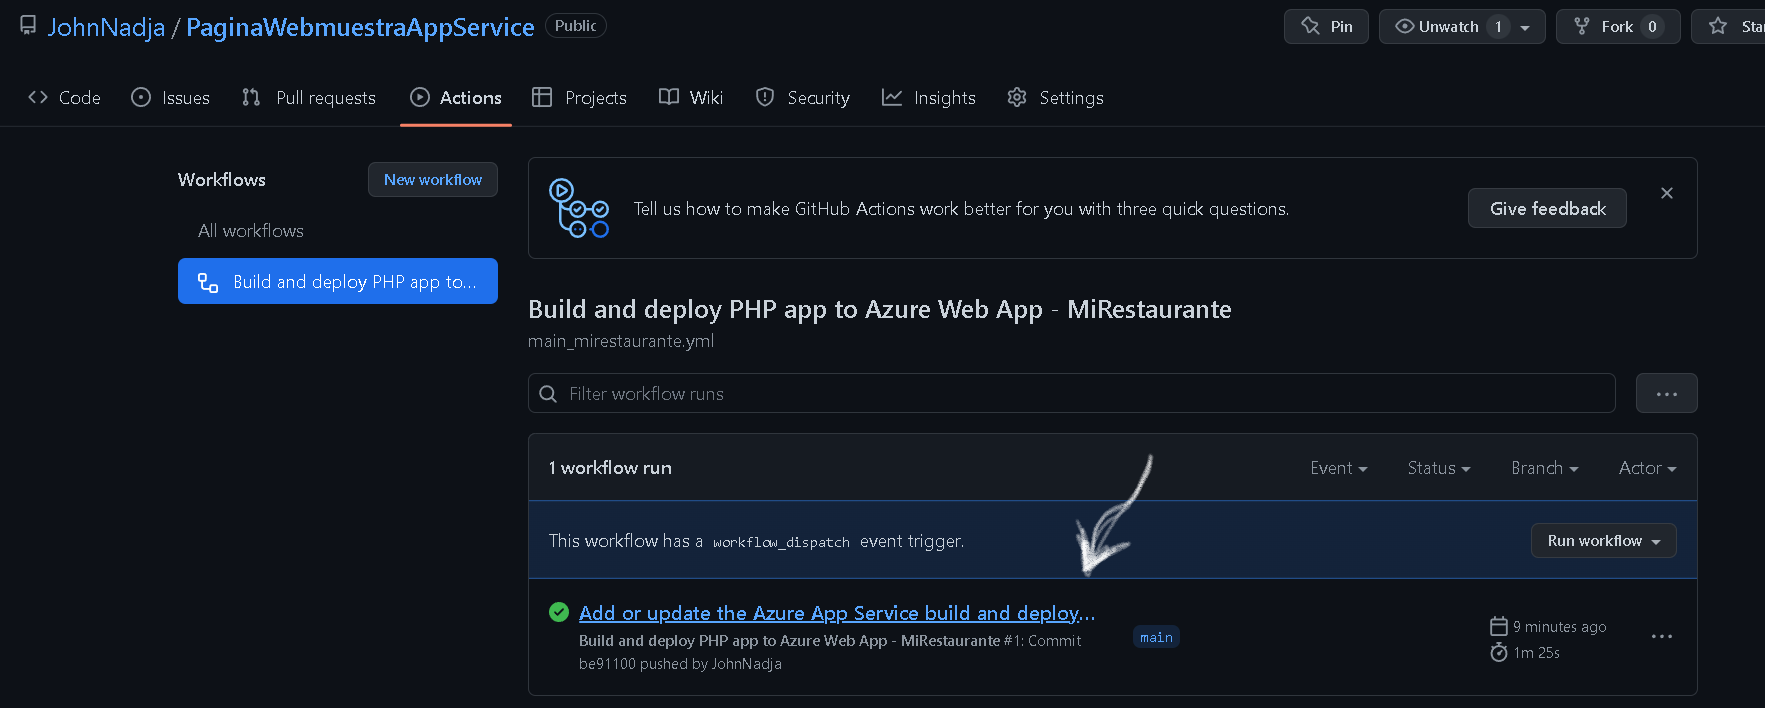 JohnNadja / PaginaWebmuestraAppService Public Pin Unwatch 1 Fork 0 Sta
Code Issues Pull requests Actions Projects Wiki Security Insights Settings
Workflows New workflow
All workflows
Build and deploy PHP app to...
Tell us how to make GitHub Actions work better for you with three quick questions. Give feedback
Build and deploy PHP app to Azure Web App - MiRestaurante
main_mirestaurante.yml
Filter workflow runs
1 workflow run Event Status Branch Actor
This workflow has a workflow_dispatch event trigger. Run workflow
Add or update the Azure App Service build and deploy...
Build and deploy PHP app to Azure Web App - MiRestaurante #1: Commit
be91100 pushed by JohnNadja
main
9 minutes ago
1m 25s